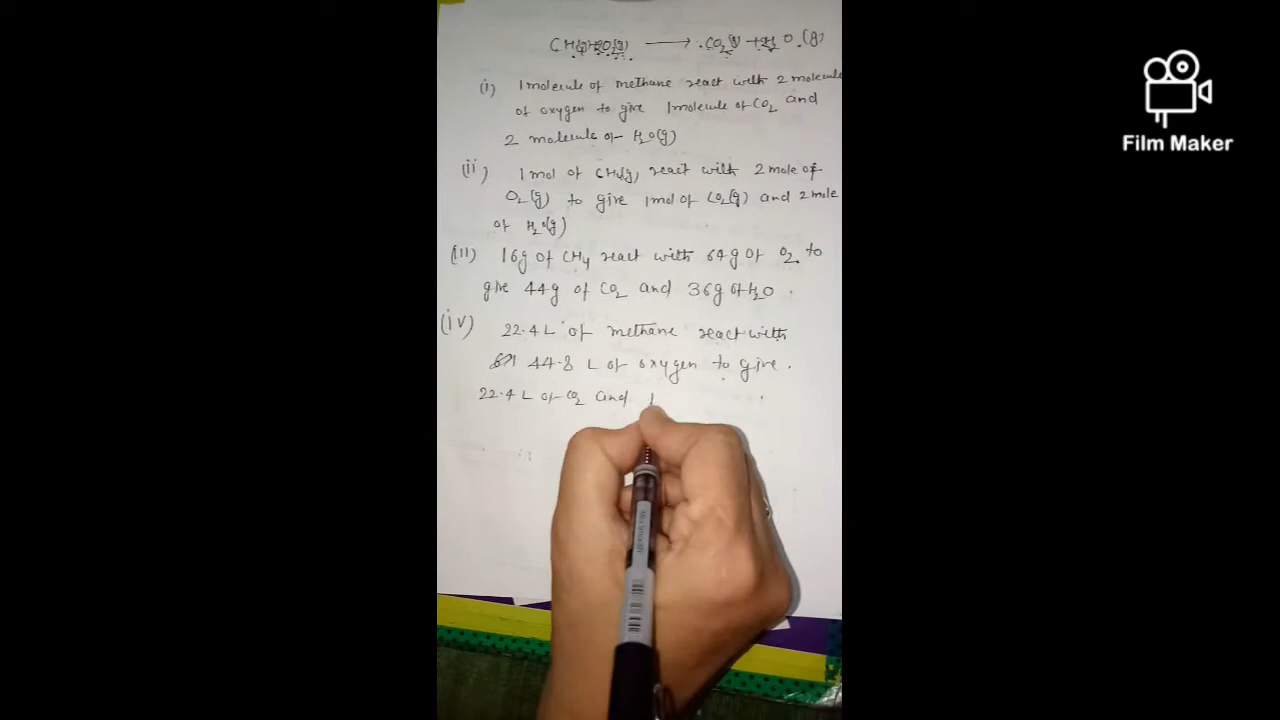 CH4(g)+2O2(g) → CO2(g) + 2H2O(g)
(i) 1 molecule of methane react with 2 molecule
of oxygen to give 1 molecule of CO2 and
2 molecule of H2O(g)
(ii) 1 mol of CH4(g) react with 2 mole of
O2(g) to give 1 mol of CO2(g) and 2 mole
of H2O(g)
(iii) 16g of CH4 react with 64g of O2 to
give 44g of CO2 and 36g of H2O.
(iv) 22.4 L of methane react with
44.8 L of oxygen to give.
22.4 L of CO2 and
Film Maker